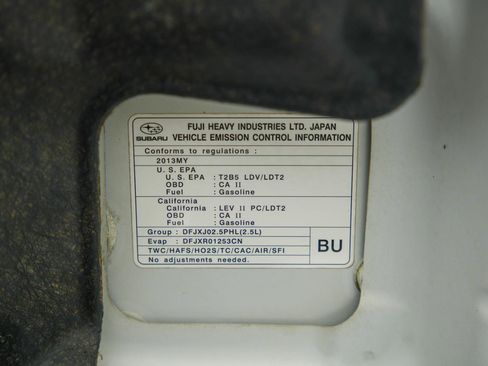 SUBARU
FUJI HEAVY INDUSTRIES LTD. JAPAN
VEHICLE EMISSION CONTROL INFORMATION
Conforms to regulations :
2013MY
U. S. EPA
U. S. EPA : T2B5 LDV/LDT2
OBD : CA II
Fuel : Gasoline
California
California : LEV II PC/LDT2
OBD : CA II
Fuel : Gasoline
Group : DFJXJ02.5PHL(2.5L)
Evap : DFJXR01253CN
TWC/HAFS/HO2S/TC/CAC/AIR/SFI
No adjustments needed.
BU